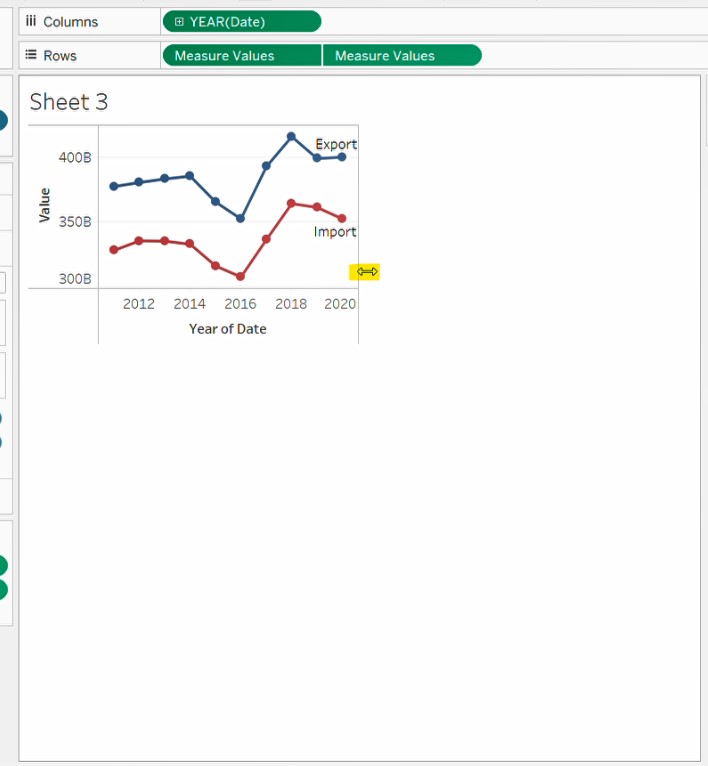 Columns YEAR(Date)
Rows Measure Values Measure Values
Sheet 3
Value
400B
350B
300B
Export
Import
2012 2014 2016 2018 2020
Year of Date